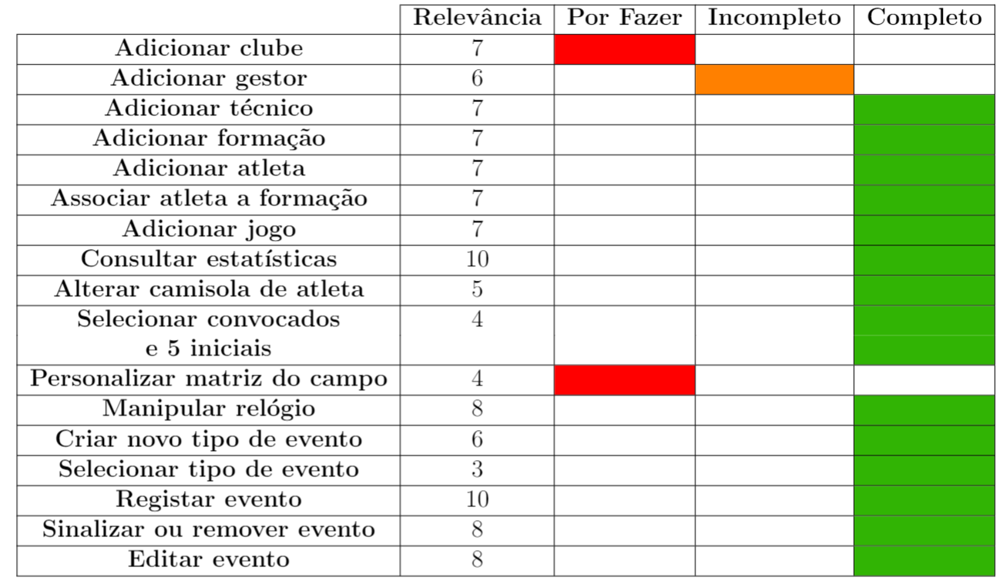 Relevância Por Fazer Incompleto Completo
Adicionar clube 7
Adicionar gestor 6
Adicionar técnico 7
Adicionar formação 7
Adicionar atleta 7
Associar atleta a formação 7
Adicionar jogo 7
Consultar estatísticas 10
Alterar camisola de atleta 5
Selecionar convocados 4
e 5 iniciais
Personalizar matriz do campo 4
Manipular relógio 8
Criar novo tipo de evento 6
Selecionar tipo de evento 3
Registar evento 10
Sinalizar ou remover evento 8
Editar evento 8